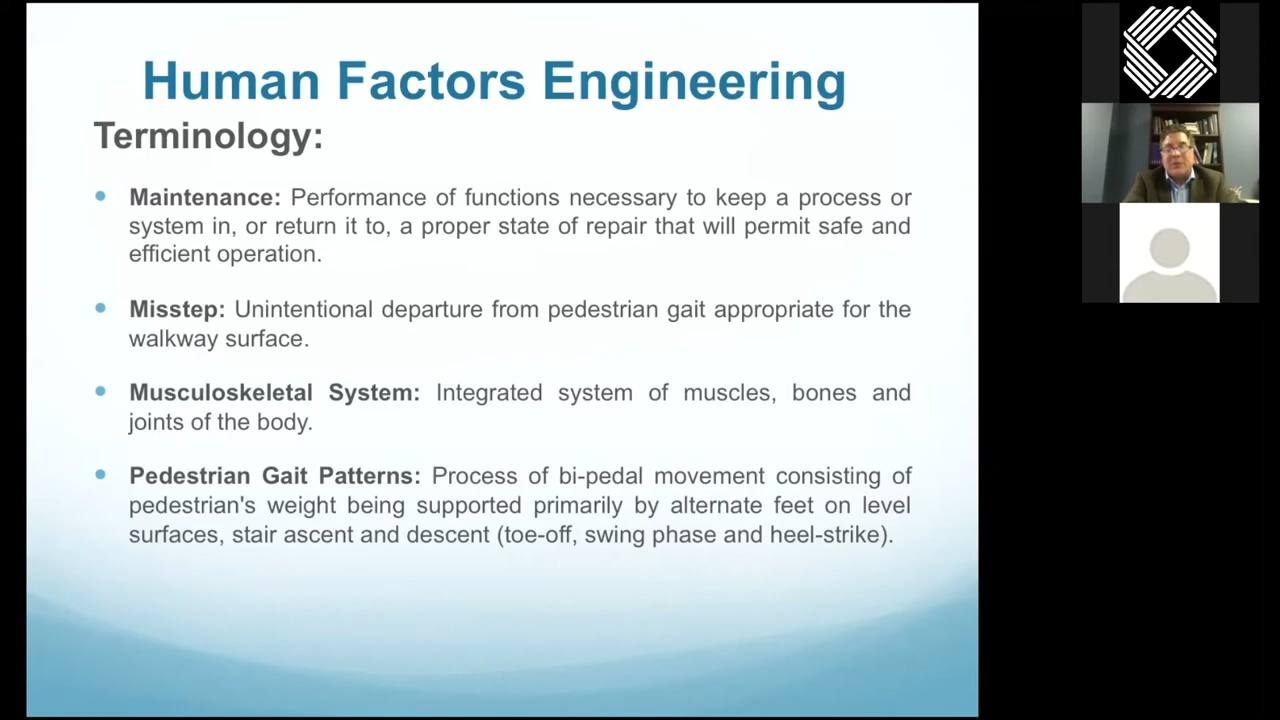 Human Factors Engineering
Terminology:
Maintenance: Performance of functions necessary to keep a process or
system in, or return it to, a proper state of repair that will permit safe and
efficient operation.
Misstep: Unintentional departure from pedestrian gait appropriate for the
walkway surface.
Musculoskeletal System: Integrated system of muscles, bones and
joints of the body.
Pedestrian Gait Patterns: Process of bi-pedal movement consisting of
pedestrian's weight being supported primarily by alternate feet on level
surfaces, stair ascent and descent (toe-off, swing phase and heel-strike).